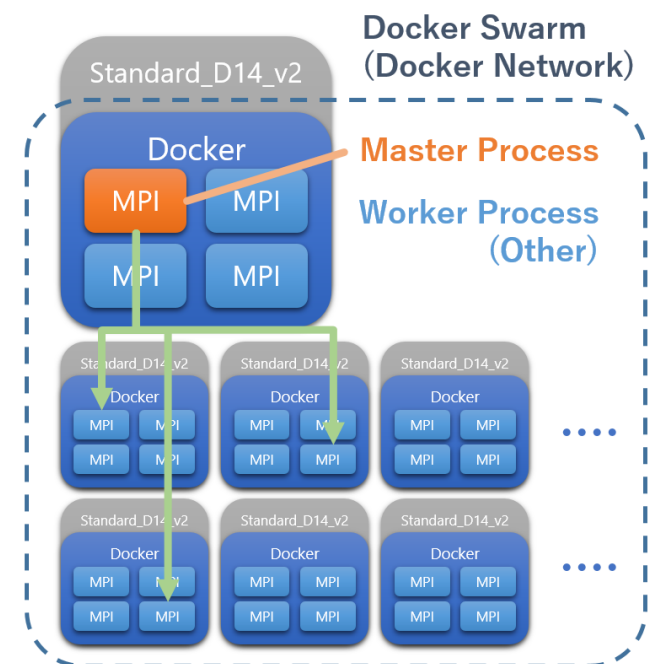 Docker Swarm
(Docker Network)
Standard_D14_v2
Docker
Master Process
MPI MPI
Worker Process
(Other)
MPI MPI
Standard_D14_v2 Standard_D14_v2 Standard_D14_v2
Docker Docker Docker
MPI MPI MPI MPI MPI MPI
MPI MPI MPI MPI MPI MPI
Standard_D14_v2 Standard_D14_v2 Standard_D14_v2
Docker Docker Docker
MPI MPI MPI MPI MPI MPI
MPI MPI MPI MPI MPI MPI